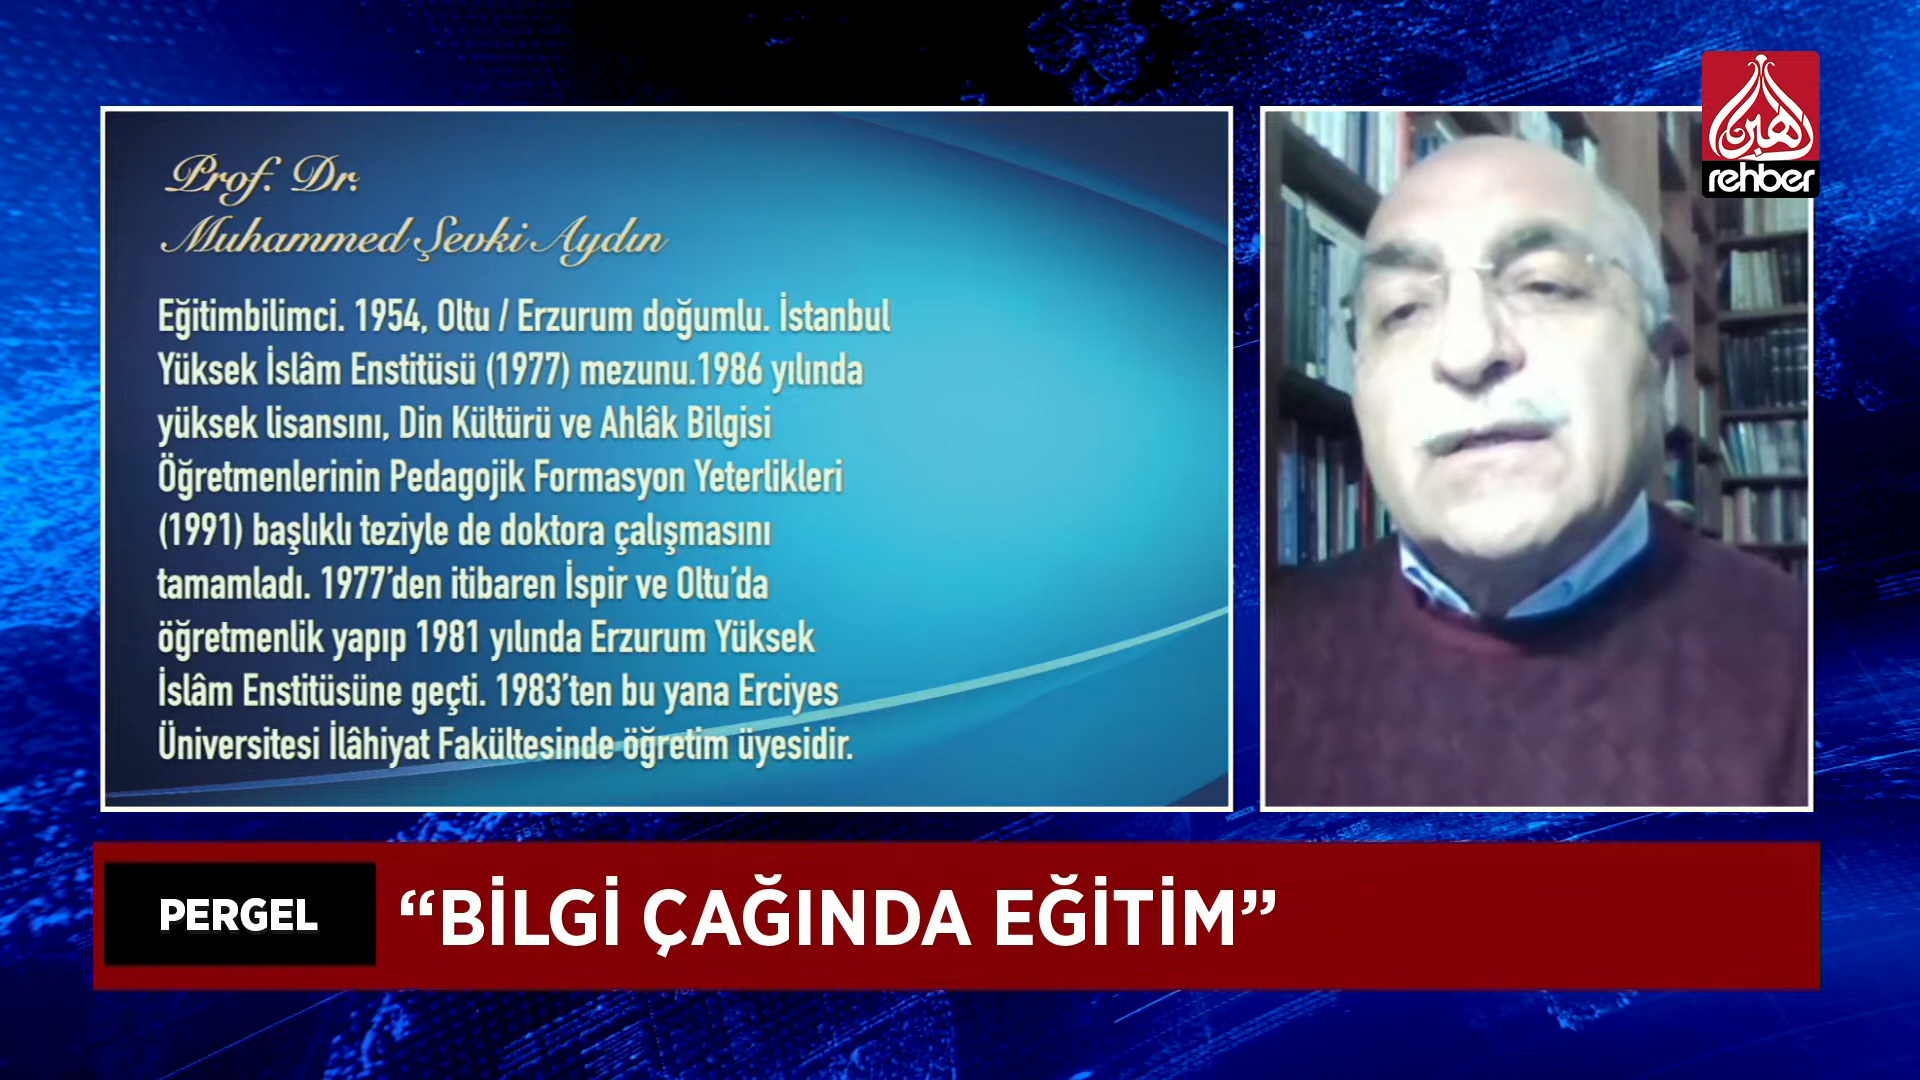 Prof. Dr.
Muhammed Şevki Aydın
Eğitimbilimci. 1954, Oltu / Erzurum doğumlu. İstanbul
Yüksek İslâm Enstitüsü (1977) mezunu.1986 yılında
yüksek lisansını, Din Kültürü ve Ahlâk Bilgisi
Öğretmenlerinin Pedagojik Formasyon Yeterlikleri
(1991) başlıklı teziyle de doktora çalışmasını
tamamladı. 1977’den itibaren İspir ve Oltu’da
öğretmenlik yapıp 1981 yılında Erzurum Yüksek
İslâm Enstitüsüne geçti. 1983’ten bu yana Erciyes
Üniversitesi İlâhiyat Fakültesinde öğretim üyesidir.
rehber
PERGEL
“BİLGİ ÇAĞINDA EĞİTİM”